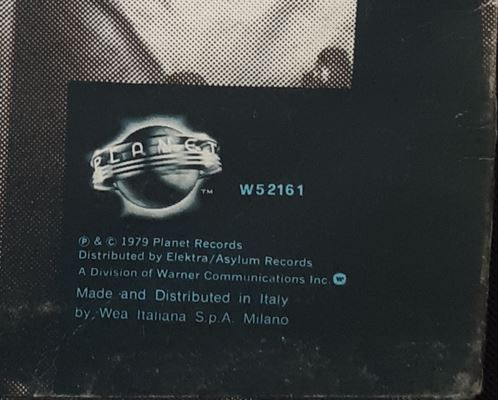 PLANET
™ W52161
℗ & © 1979 Planet Records
Distributed by Elektra/Asylum Records
A Division of Warner Communications Inc.
Made and Distributed in Italy
by Wea Italiana S.p.A. Milano